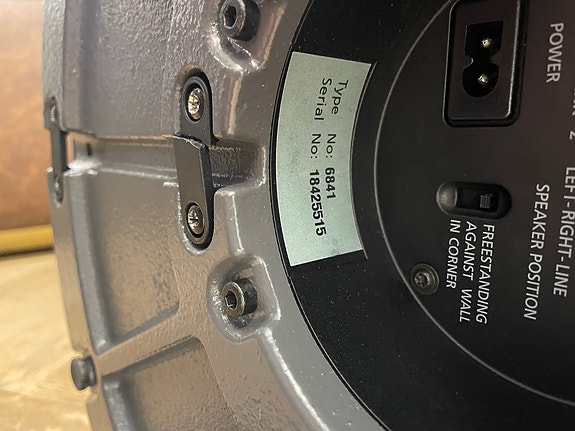 Type No: 6841
Serial No: 18425515
POWER
LEFT-RIGHT-LINE
SPEAKER POSITION
FREESTANDING
AGAINST WALL
IN CORNER